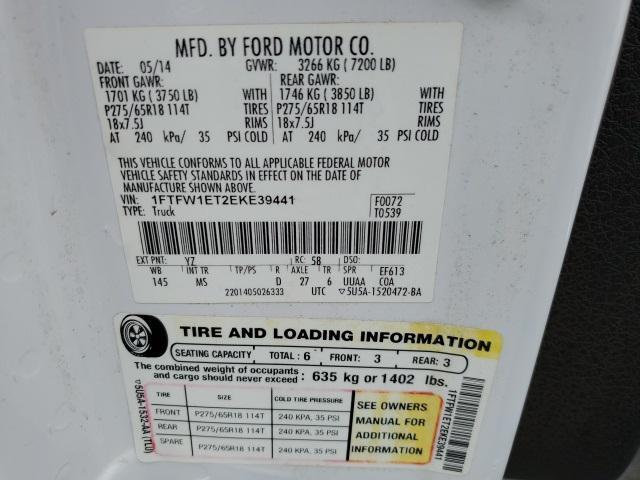 MFD. BY FORD MOTOR CO.
DATE: 05/14 GVWR: 3266 KG ( 7200 LB)
FRONT GAWR: REAR GAWR:
1701 KG ( 3750 LB) WITH 1746 KG ( 3850 LB) WITH
P275/65R18 114T TIRES P275/65R18 114T TIRES
18x7.5J RIMS 18x7.5J RIMS
AT 240 kPa/ 35 PSI COLD AT 240 kPa/ 35 PSI COLD
THIS VEHICLE CONFORMS TO ALL APPLICABLE FEDERAL MOTOR
VEHICLE SAFETY STANDARDS IN EFFECT ON THE DATE OF
MANUFACTURE SHOWN ABOVE.
VIN: 1FTFW1ET2EKE39441 F0072
TYPE: Truck T0539
EXT PNT: YZ RC: 58 DSO:
WB INT TR TP/PS R AXLE TR SPR EF613
145 MS D 27 6 UUAA COA
2201405026333 UTC ▽5U5A-1520472-BA
TIRE AND LOADING INFORMATION
SEATING CAPACITY TOTAL: 6 FRONT: 3 REAR: 3
The combined weight of occupants
and cargo should never exceed: 635 kg or 1402 lbs.
TIRE SIZE COLD TIRE PRESSURE
FRONT P275/65R18 114T 240 KPA, 35 PSI
REAR P275/65R18 114T 240 KPA, 35 PSI
SPARE P275/65R18 114T 240 KPA, 35 PSI
SEE OWNERS
MANUAL FOR
ADDITIONAL
INFORMATION
▽5U5A-1532-AA (TLU)
1FTFW1ET2EKE39441